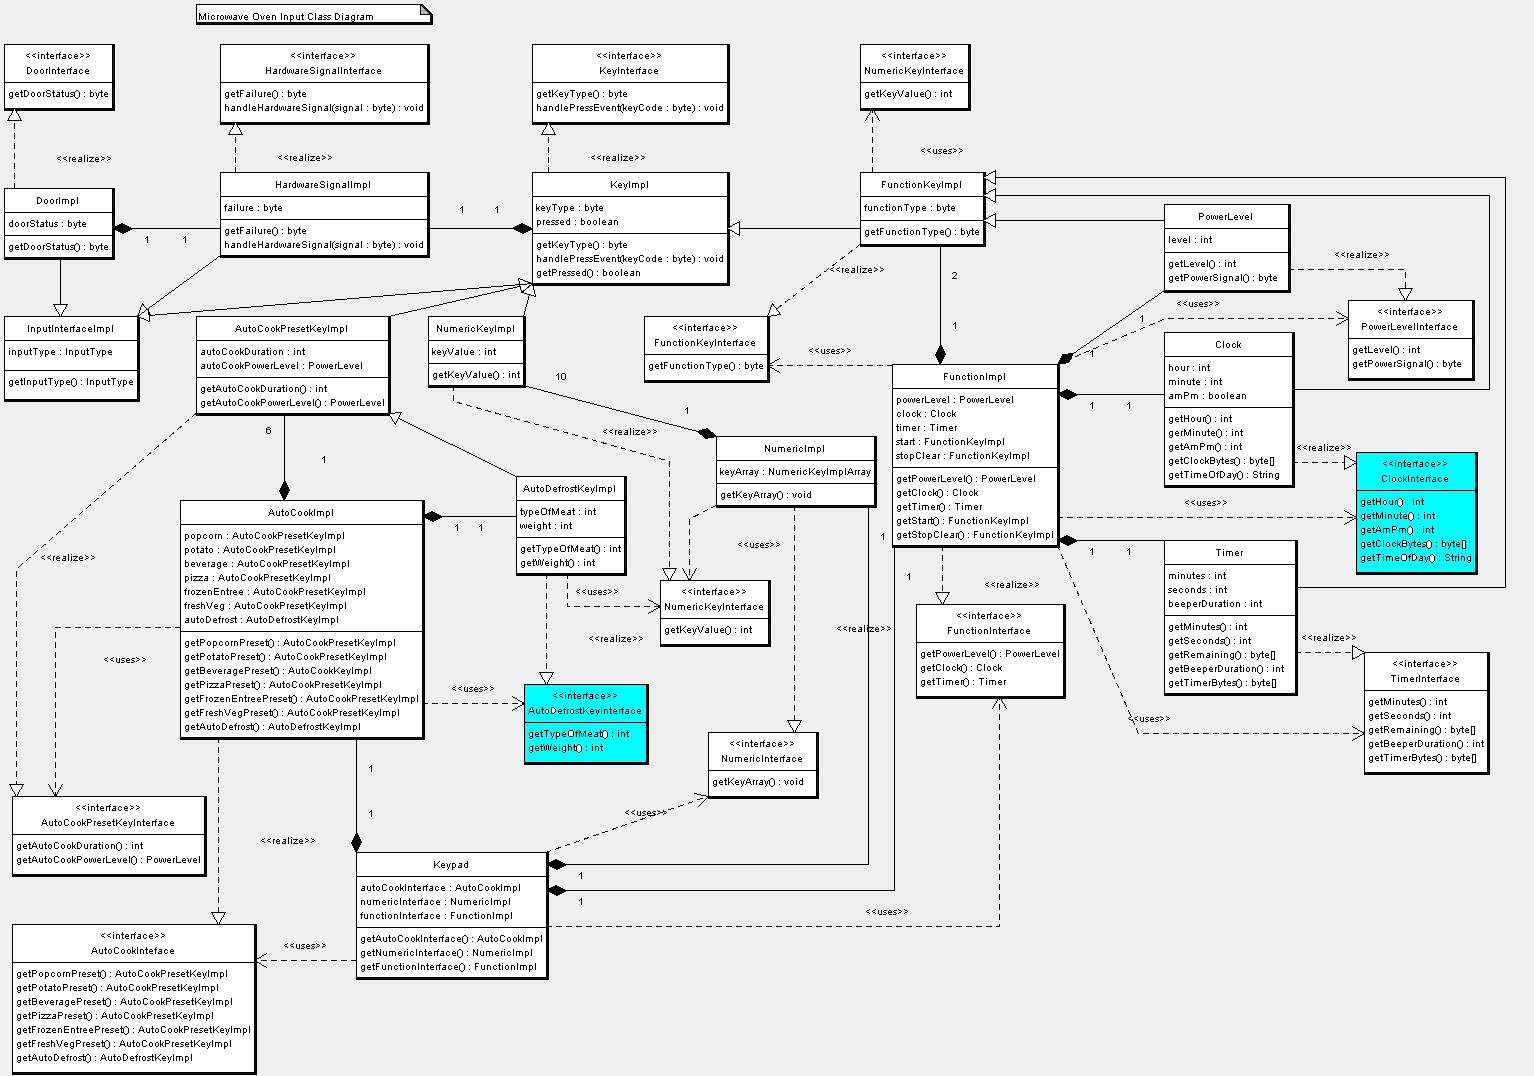 Microwave Oven Input Class Diagram
<<interface>>
DoorInterface
getDoorStatus() : byte
<<interface>>
HardwareSignalInterface
getFailure() : byte
handleHardwareSignal(signal : byte) : void
<<interface>>
KeyInterface
getKeyType() : byte
handlePressEvent(keyCode : byte) : void
<<interface>>
NumericKeyInterface
getKeyValue() : int
<<realize>>
<<realize>>
<<realize>>
<<uses>>
DoorImpl
doorStatus : byte
getDoorStatus() : byte
1
1
HardwareSignalImpl
failure : byte
getFailure() : byte
handleHardwareSignal(signal : byte) : void
1
1
KeyImpl
keyType : byte
pressed : boolean
getKeyType() : byte
handlePressEvent(keyCode : byte) : void
getPressed() : boolean
FunctionKeyImpl
functionType : byte
getFunctionType() : byte
PowerLevel
level : int
getLevel() : int
getPowerSignal() : byte
<<realize>>
<<realize>>
2
1
<<uses>>
1
InputInterfaceImpl
inputType : InputType
getInputType() : InputType
AutoCookPresetKeyImpl
autoCookDuration : int
autoCookPowerLevel : PowerLevel
getAutoCookDuration() : int
getAutoCookPowerLevel() : PowerLevel
NumericKeyImpl
keyValue : int
getKeyValue() : int
<<interface>>
FunctionKeyInterface
getFunctionType() : byte
<<uses>>
<<interface>>
PowerLevelInterface
getLevel() : int
getPowerSignal() : byte
1
Clock
hour : int
minute : int
amPm : boolean
getHour() : int
gerMinute() : int
getAmPm() : int
getClockBytes() : byte[]
getTimeOfDay() : String
FunctionImpl
powerLevel : PowerLevel
clock : Clock
timer : Timer
start : FunctionKeyImpl
stopClear : FunctionKeyImpl
getPowerLevel() : PowerLevel
getClock() : Clock
getTimer() : Timer
getStart() : FunctionKeyImpl
getStopClear() : FunctionKeyImpl
1
1
10
1
6
1
<<realize>>
NumericImpl
keyArray : NumericKeyImplArray
getKeyArray() : void
<<realize>>
<<interface>>
ClockInterface
getHour() : int
getMinute() : int
getAmPm() : int
getClockBytes() : byte[]
getTimeOfDay() : String
<<uses>>
AutoDefrostKeyImpl
typeOfMeat : int
weight : int
getTypeOfMeat() : int
getWeight() : int
1
1
AutoCookImpl
popcorn : AutoCookPresetKeyImpl
potato : AutoCookPresetKeyImpl
beverage : AutoCookPresetKeyImpl
pizza : AutoCookPresetKeyImpl
frozenEntree : AutoCookPresetKeyImpl
freshVeg : AutoCookPresetKeyImpl
autoDefrost : AutoDefrostKeyImpl
getPopcornPreset() : AutoCookPresetKeyImpl
getPotatoPreset() : AutoCookPresetKeyImpl
getBeveragePreset() : AutoCookKeyImpl
getPizzaPreset() : AutoCookPresetKeyImpl
getFrozenEntreePreset() : AutoCookPresetKeyImpl
getFreshVegPreset() : AutoCookPresetKeyImpl
getAutoDefrost() : AutoDefrostKeyImpl
<<realize>>
<<uses>>
<<uses>>
1
1
1
1
Timer
minutes : int
seconds : int
beeperDuration : int
getMinutes() : int
getSeconds() : int
getRemaining() : byte[]
getBeeperDuration() : int
getTimerBytes() : byte[]
<<uses>>
<<realize>>
<<interface>>
NumericKeyInterface
getKeyValue() : int
<<realize>>
<<realize>>
<<interface>>
FunctionInterface
getPowerLevel() : PowerLevel
getClock() : Clock
getTimer() : Timer
<<realize>>
<<interface>>
TimerInterface
getMinutes() : int
getSeconds() : int
getRemaining() : byte[]
getBeeperDuration() : int
getTimerBytes() : byte[]
<<uses>>
<<uses>>
<<interface>>
AutoDefrostKeyInterface
getTypeOfMeat() : int
getWeight() : int
<<interface>>
NumericInterface
getKeyArray() : void
1
1
<<uses>>
<<interface>>
AutoCookPresetKeyInterface
getAutoCookDuration() : int
getAutoCookPowerLevel() : PowerLevel
<<realize>>
Keypad
autoCookInterface : AutoCookImpl
numericInterface : NumericImpl
functionInterface : FunctionImpl
getAutoCookInterface() : AutoCookImpl
getNumericInterface() : NumericImpl
getFunctionInterface() : FunctionImpl
1
1
<<uses>>
<<uses>>
<<interface>>
AutoCookInteface
getPopcornPreset() : AutoCookPresetKeyImpl
getPotatoPreset() : AutoCookPresetKeyImpl
getBeveragePreset() : AutoCookPresetKeyImpl
getPizzaPreset() : AutoCookPresetKeyImpl
getFrozenEntreePreset() : AutoCookPresetKeyImpl
getFreshVegPreset() : AutoCookPresetKeyImpl
getAutoDefrost() : AutoDefrostKeyImpl